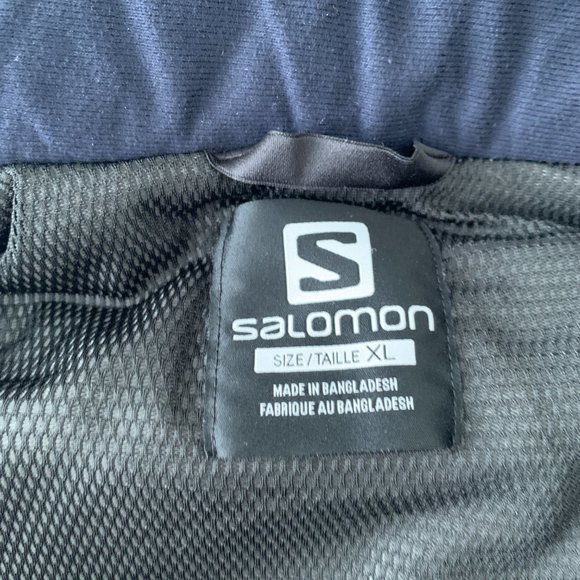 S
SALOMON
SIZE/TAILLE XL
MADE IN BANGLADESH
FABRIQUE AU BANGLADESH